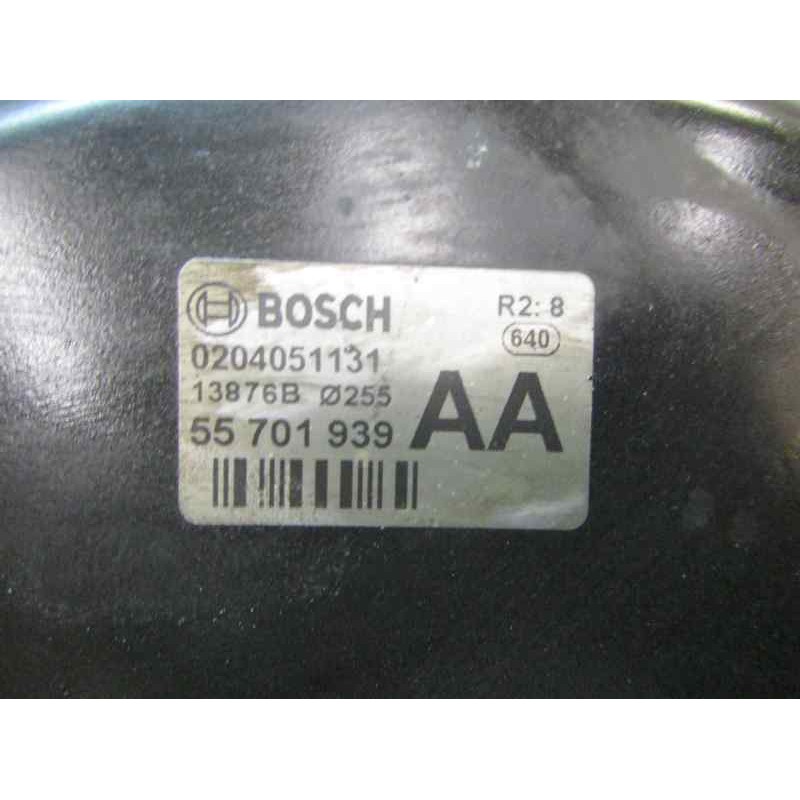 BOSCH R2: 8
640
0204051131
13876B Ø255
55 701 939 AA